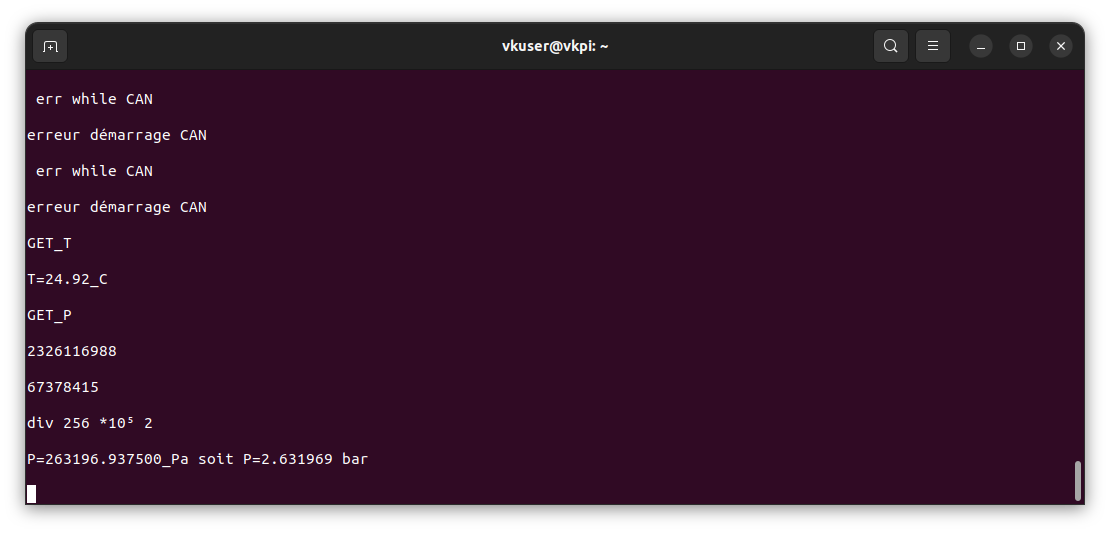 vkuser@vkpi: ~
err while CAN
erreur démarrage CAN
err while CAN
erreur démarrage CAN
GET_T
T=24.92_C
GET_P
2326116988
67378415
div 256 *10⁵ 2
P=263196.937500_Pa soit P=2.631969 bar